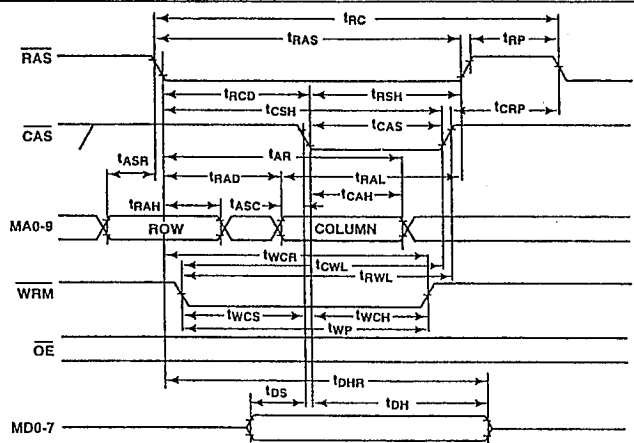 tRC
tRAS tRP
RAS
tRCD tRSH
tCSH tCRP
CAS tCAS
tASR tAR
tRAD tRAL
tRAH tASC tCAH
MA0-9 ROW COLUMN
tWCR
tCWL
tRWL
WRM
tWCS tWCH
tWP
OE
tDHR
tDS tDH
MD0-7